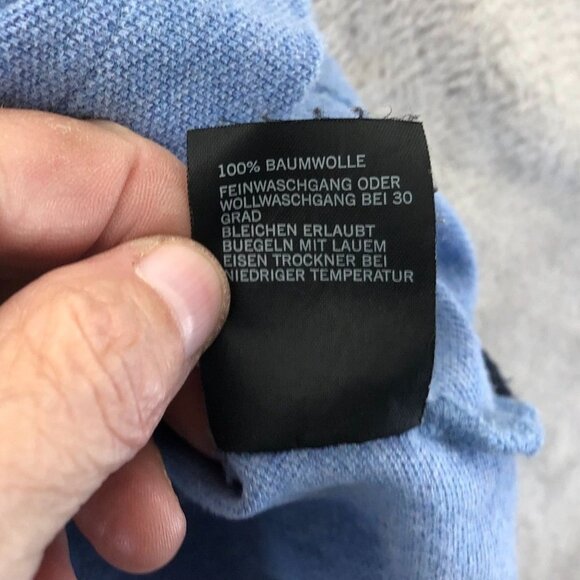 100% BAUMWOLLE
FEINWASCHGANG ODER
WOLLWASCHGANG BEI 30
GRAD
BLEICHEN ERLAUBT
BUEGELN MIT LAUEM
EISEN TROCKNER BEI
NIEDRIGER TEMPERATUR